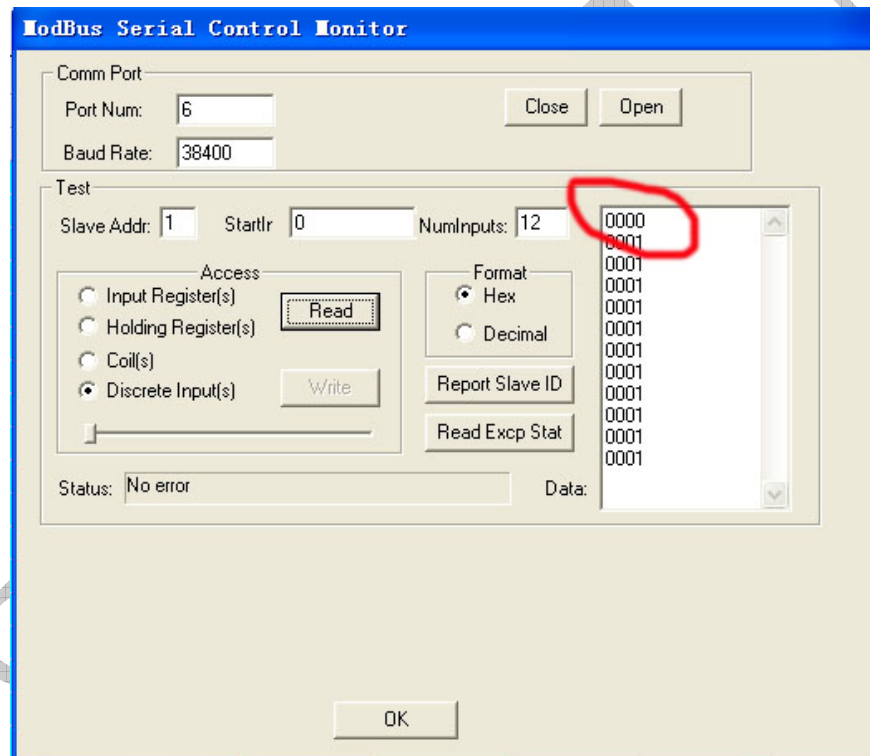 ModBus Serial Control Monitor
Comm Port
Port Num: 6
Close Open
Baud Rate: 38400
Test
Slave Addr: 1 StartIr 0 NumInputs: 12
Access
Input Register(s)
Holding Register(s)
Coil(s)
Discrete Input(s)
Read
Write
Format
Hex
Decimal
Report Slave ID
Read Excp Stat
0000
0001
0001
0001
0001
0001
0001
0001
0001
0001
0001
0001
Status: No error
Data:
OK